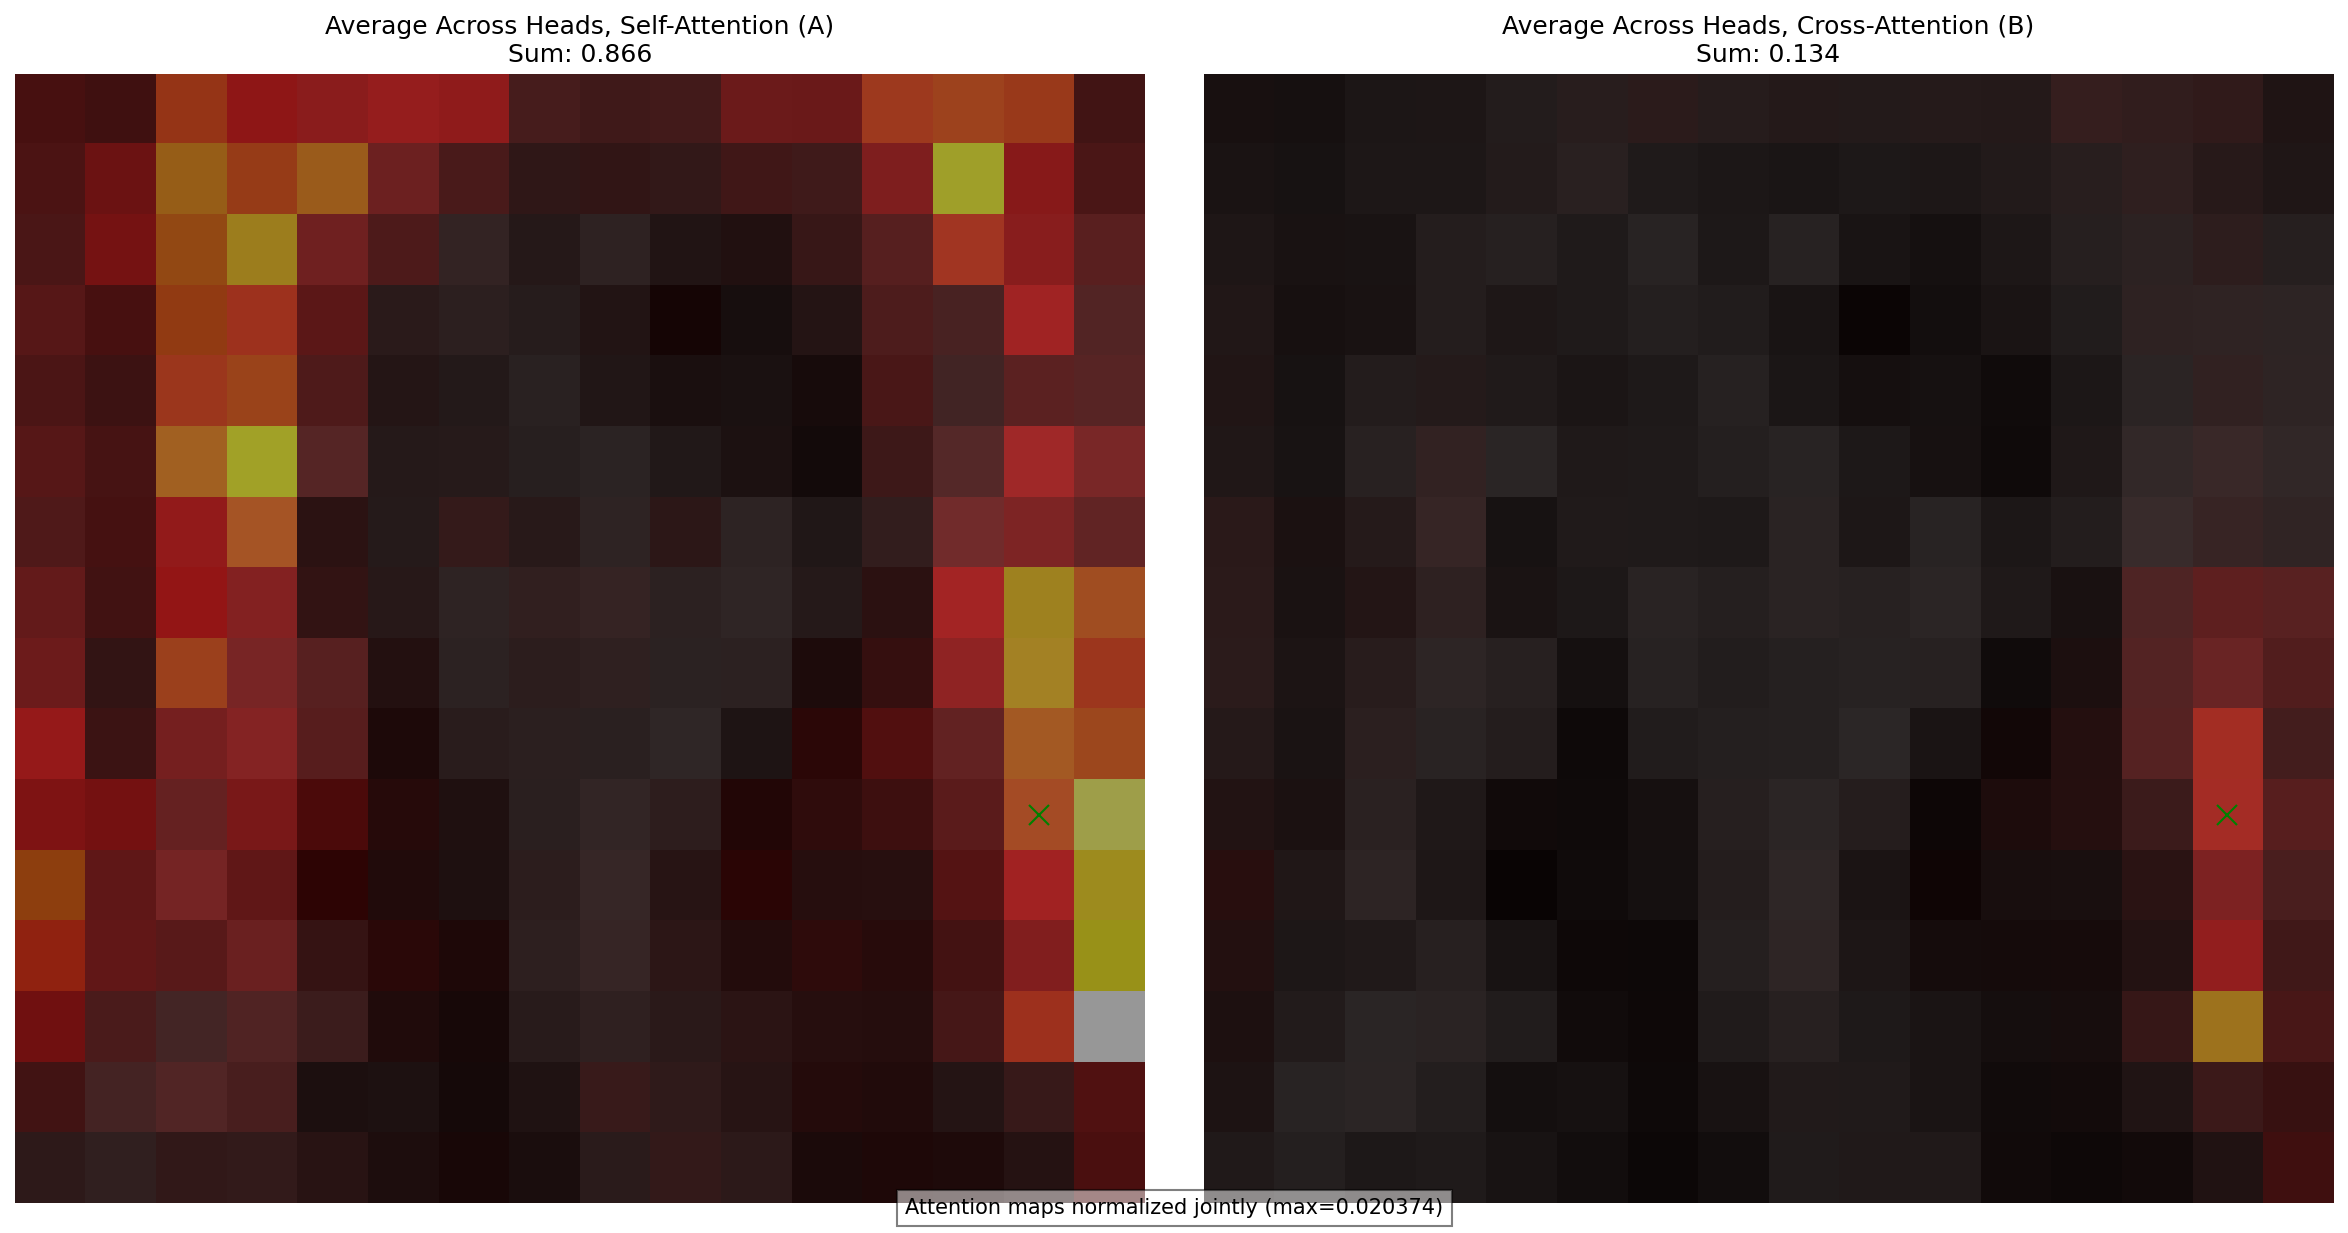 Average Across Heads, Self-Attention (A)
Sum: 0.866
Average Across Heads, Cross-Attention (B)
Sum: 0.134
Attention maps normalized jointly (max=0.020374)